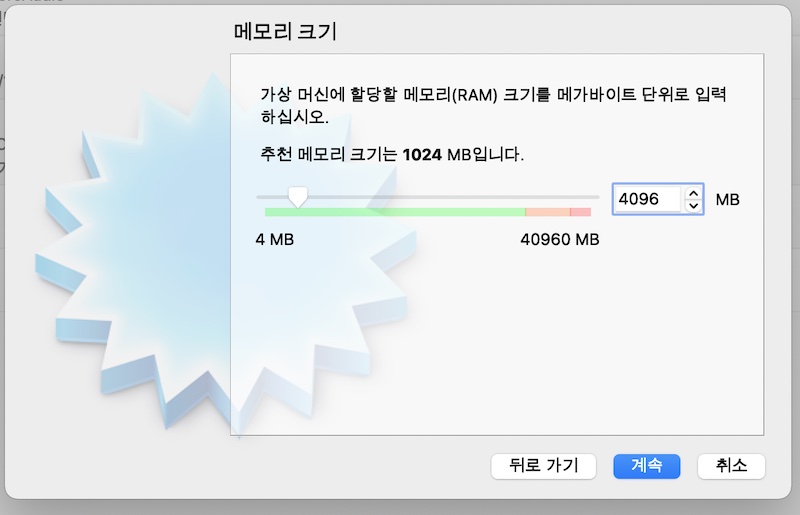 메모리 크기
가상 머신에 할당할 메모리(RAM) 크기를 메가바이트 단위로 입력
하십시오.
추천 메모리 크기는 1024 MB입니다.
4096 MB
4 MB 40960 MB
뒤로 가기 계속 취소